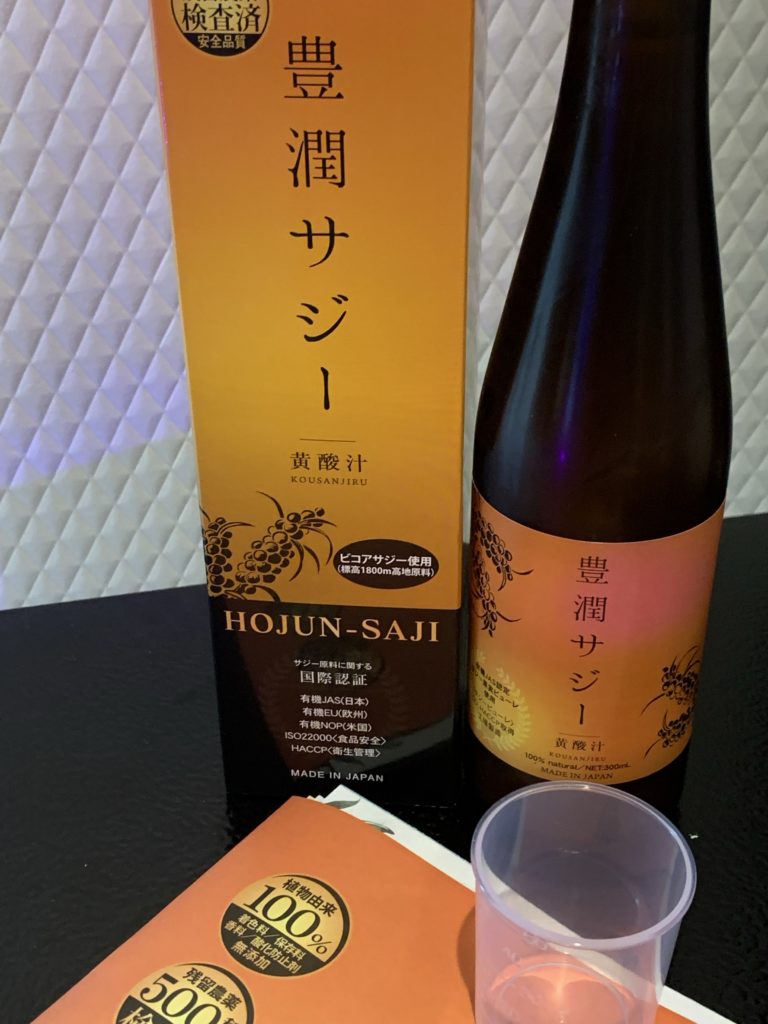 検査済
安全品質
豊潤サジー
黄酸汁
KOUSANJIRU
ビコアサジー使用
(標高1800m高地原料)
HOJUN-SAJI
サジー原料に関する
国際認証
有機JAS(日本)
有機EU(欧州)
有機NOP(米国)
ISO22000<食品安全>
HACCP<衛生管理>
MADE IN JAPAN
豊潤サジー
黄酸汁
KOUSANJIRU
100% natural/NET:300mL
MADE IN JAPAN
植物由来
100%
着色料/保存料
香料/酸化防止剤
無添加
残留農薬
500